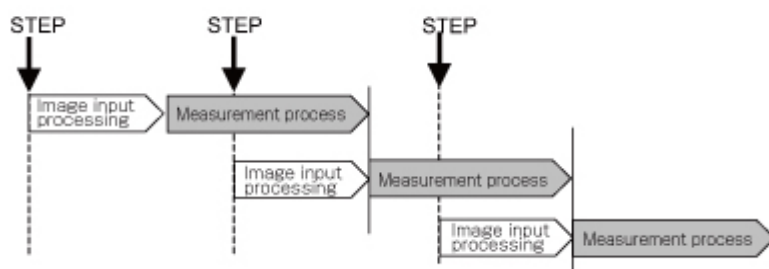 STEP STEP STEP
Image input
processing
Measurement process
Image input
processing
Measurement process
Image input
processing
Measurement process